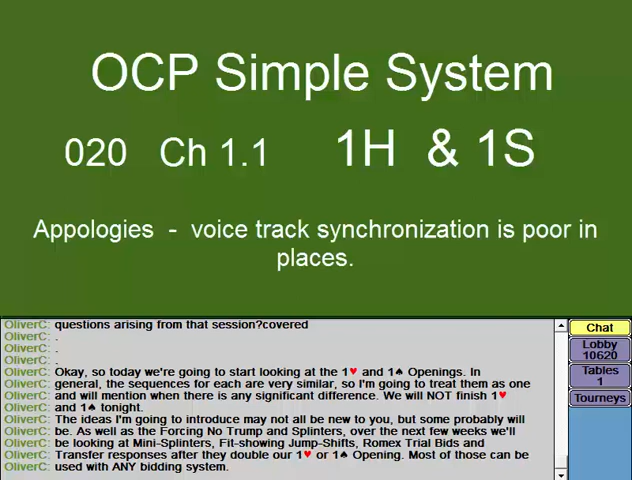 OCP Simple System
020 Ch 1.1 1H & 1S
Appologies - voice track synchronization is poor in
places.
OliverC: questions arising from that session?covered
OliverC: .
OliverC: .
OliverC: .
OliverC: Okay, so today we're going to start looking at the 1♥ and 1♠ Openings. In
OliverC: general, the sequences for each are very similar, so I'm going to treat them as one
OliverC: and will mention when there is any significant difference. We will NOT finish 1♥
OliverC: and 1♠ tonight.
OliverC: The ideas I'm going to introduce may not all be new to you, but some probably will
OliverC: be. As well as the Forcing No Trump and Splinters, over the next few weeks we'll
OliverC: be looking at Mini-Splinters, Fit-showing Jump-Shifts, Romex Trial Bids and
OliverC: Transfer responses after they double our 1♥ or 1♠ Opening. Most of those can be
OliverC: used with ANY bidding system.
Chat
Lobby
10620
Tables
1
Tourneys